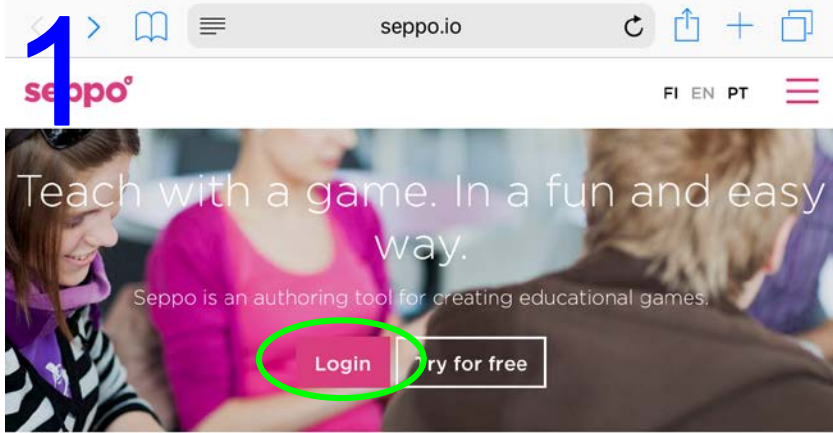 1
seppo.io
seppo
FI EN PT
Teach with a game. In a fun and easy
way.
Seppo is an authoring tool for creating educational games.
Login
Try for free